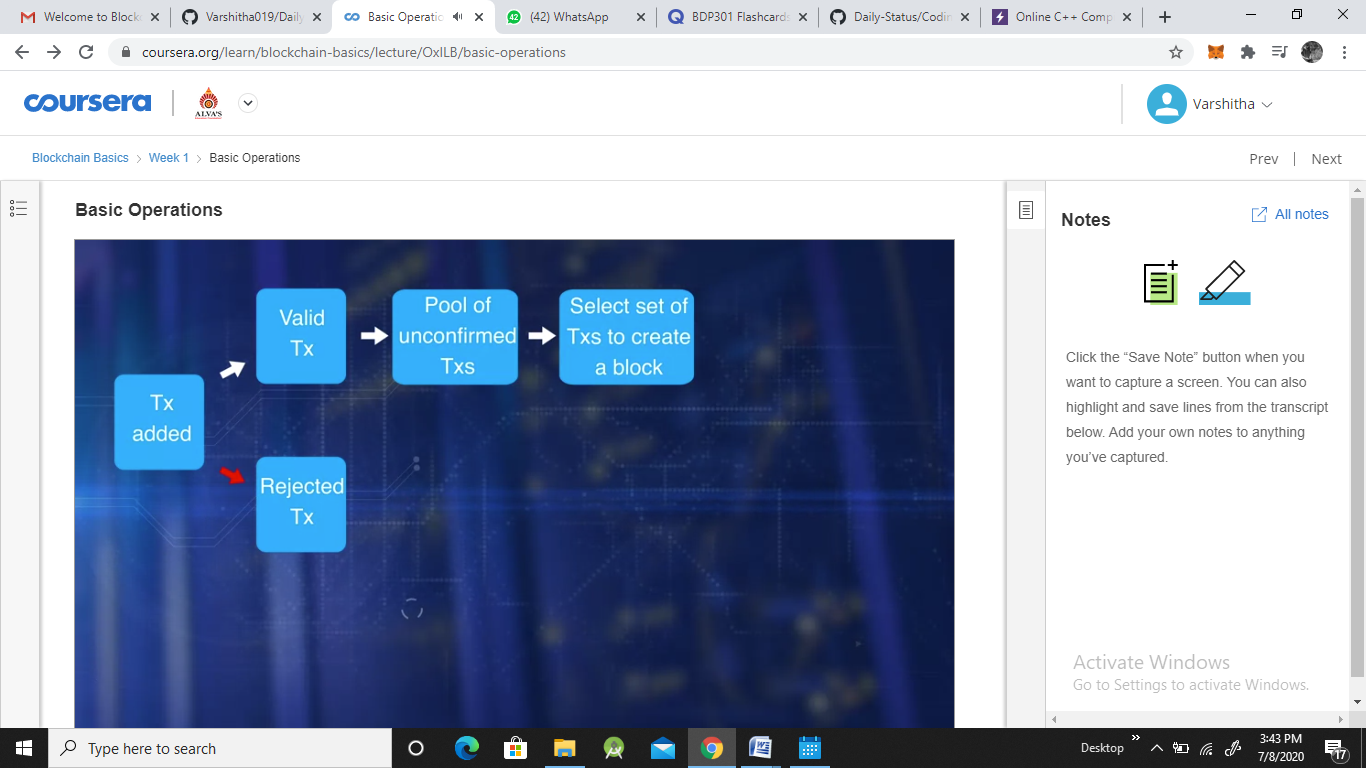 Welcome to Block
Varshitha019/Daily
Basic Operatio
(42) WhatsApp
BDP301 Flashcards
Daily-Status/Codin
Online C++ Comp
coursera.org/learn/blockchain-basics/lecture/OxILB/basic-operations
coursera
ALVA'S
Varshitha
Blockchain Basics > Week 1 > Basic Operations
Prev | Next
Basic Operations
Tx
added
Valid
Tx
Pool of
unconfirmed
Txs
Select set of
Txs to create
a block
Rejected
Tx
Notes
All notes
Click the “Save Note” button when you
want to capture a screen. You can also
highlight and save lines from the transcript
below. Add your own notes to anything
you’ve captured.
Activate Windows
Go to Settings to activate Windows.
Type here to search
Desktop
3:43 PM
7/8/2020
17